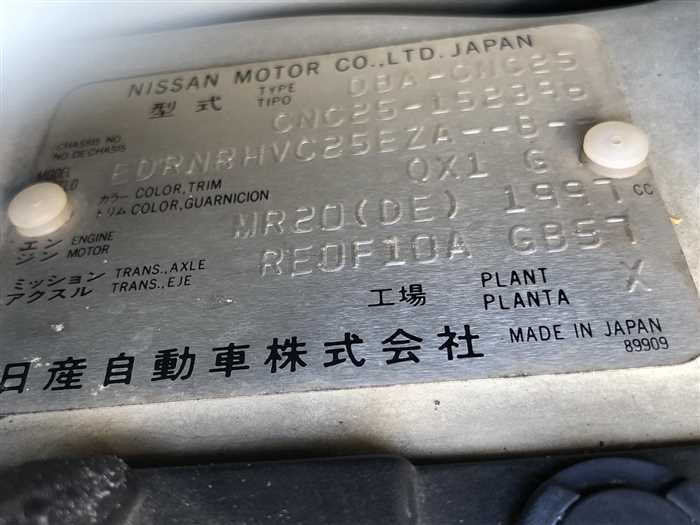 NISSAN MOTOR CO.,LTD. JAPAN
型式 TYPE TIPO DBA-CNC25
CHASSIS NO NO.DE CHASIS CNC25-152396
MODEL EDRNRHVC25EZA--B-
カラー COLOR, TRIM トリム COLOR, GUARNICION QX1 G
エンジン ENGINE MOTOR MR20(DE) 1997 CC
ミッション アクスル TRANS., AXLE TRANS., EJE RE0F10A GB57
工場 PLANT PLANTA X
日産自動車株式会社 MADE IN JAPAN
89909